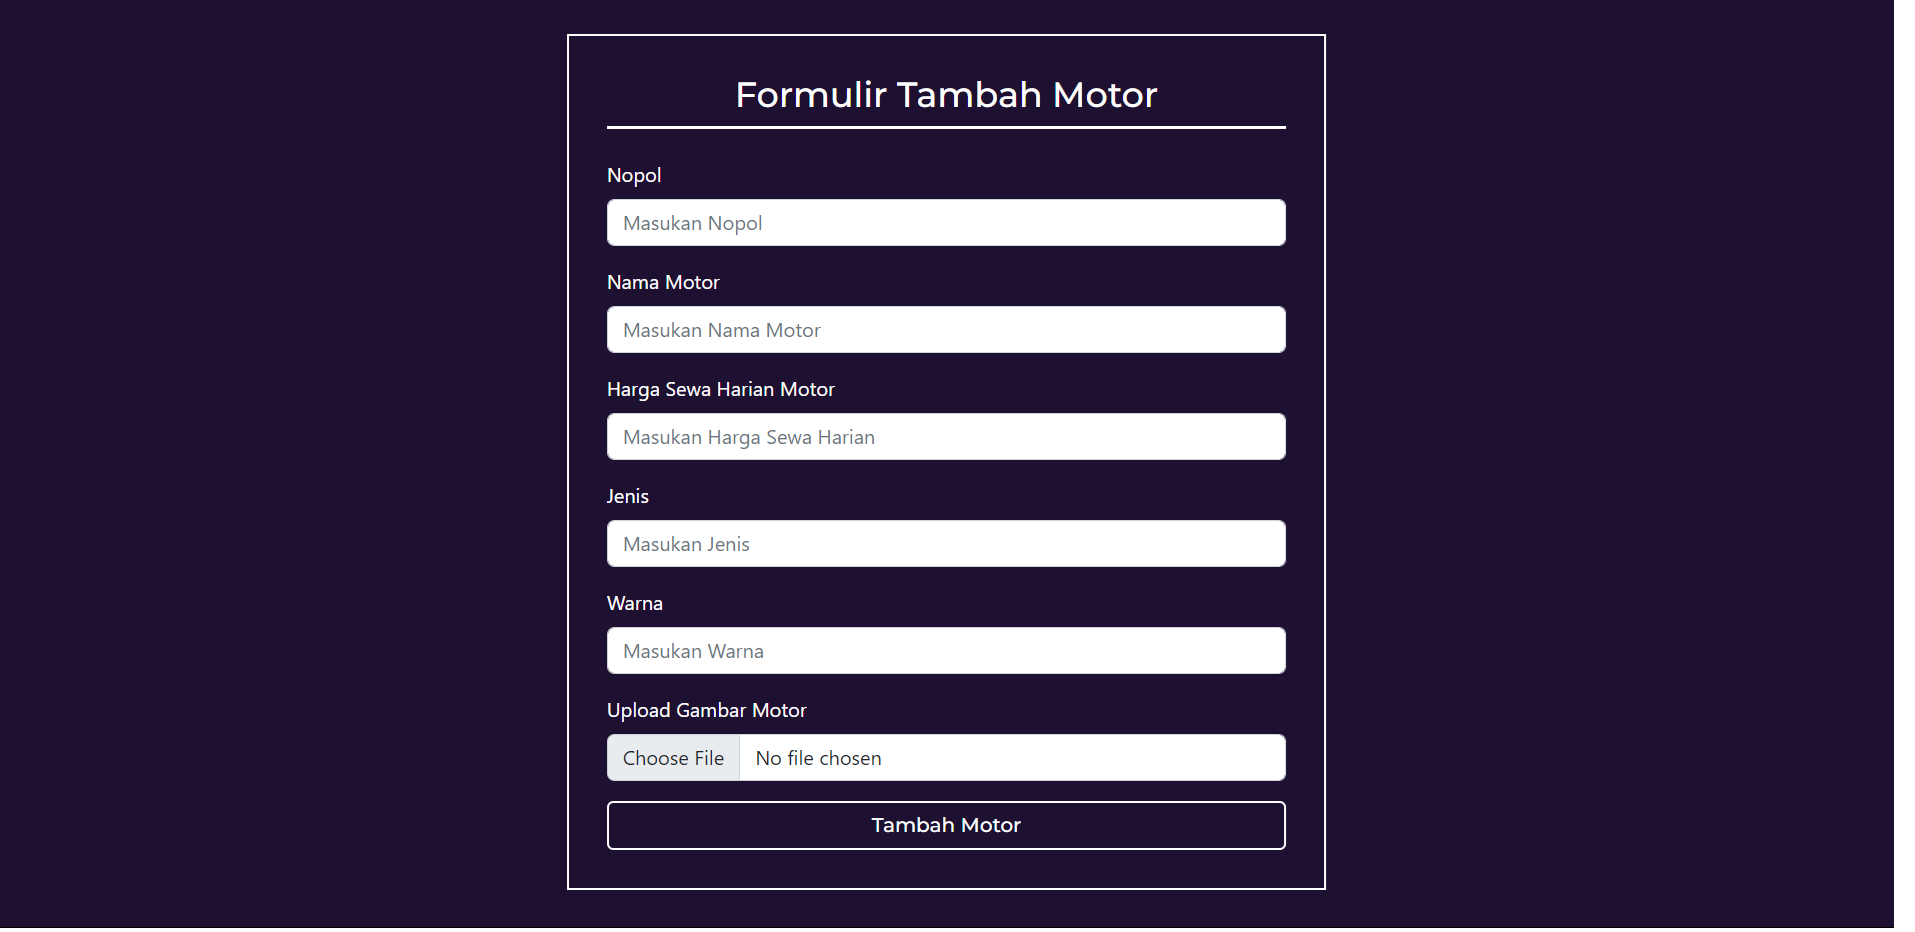 Formulir Tambah Motor
Nopol
Masukan Nopol
Nama Motor
Masukan Nama Motor
Harga Sewa Harian Motor
Masukan Harga Sewa Harian
Jenis
Masukan Jenis
Warna
Masukan Warna
Upload Gambar Motor
Choose File No file chosen
Tambah Motor